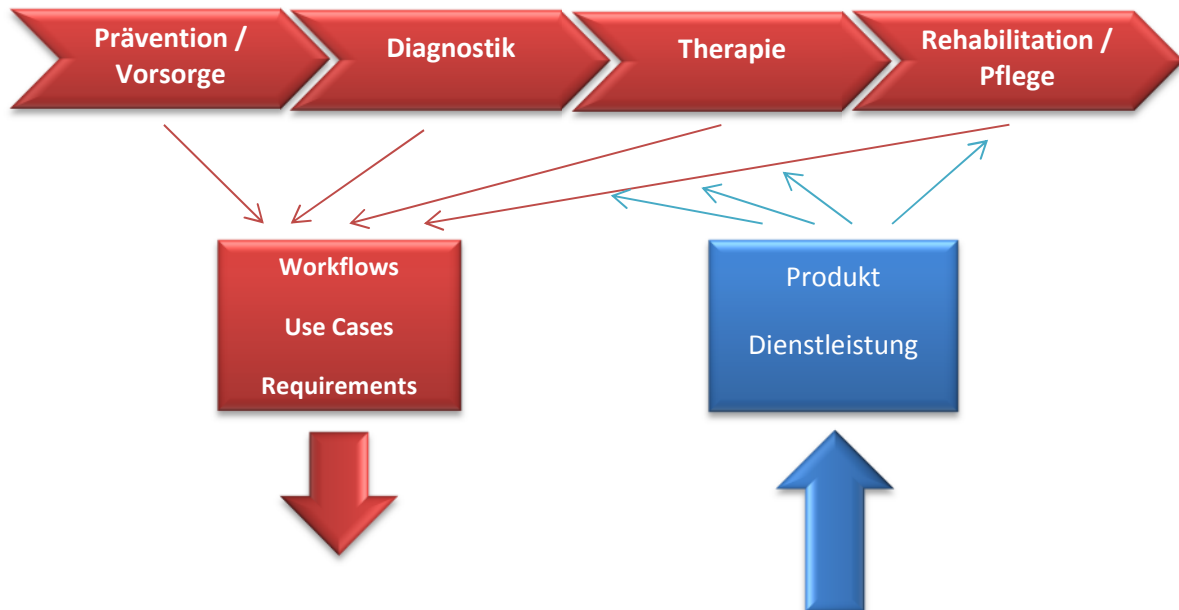 Prävention /
Vorsorge
Diagnostik
Therapie
Rehabilitation /
Pflege
Workflows
Use Cases
Requirements
Produkt
Dienstleistung